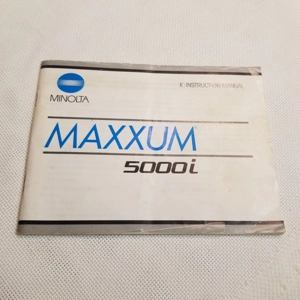 E INSTRUCTION MANUAL
MINOLTA
MAXXUM
5000i